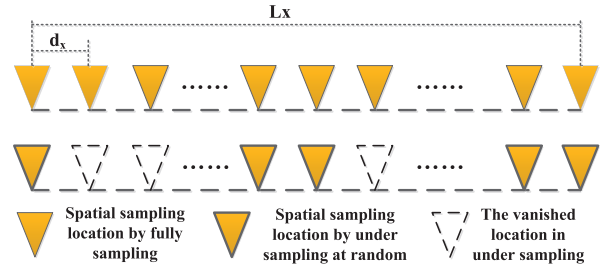 Lx
dx
...... ......
...... ......
Spatial sampling location by fully sampling
Spatial sampling location by under sampling at random
The vanished location in under sampling